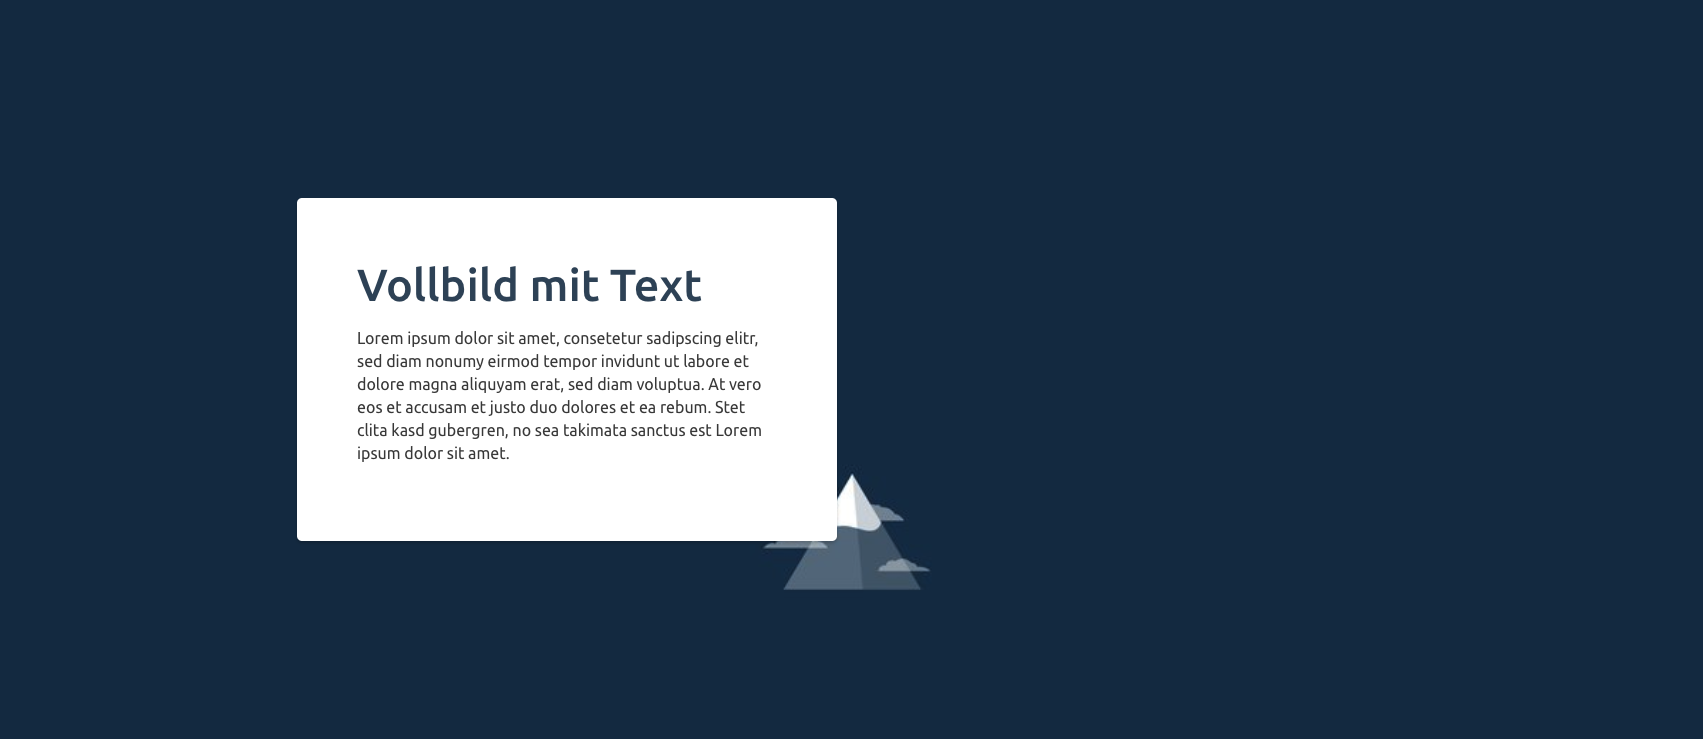 Vollbild mit Text
Lorem ipsum dolor sit amet, consetetur sadipscing elitr,
sed diam nonumy eirmod tempor invidunt ut labore et
dolore magna aliquyam erat, sed diam voluptua. At vero
eos et accusam et justo duo dolores et ea rebum. Stet
clita kasd gubergren, no sea takimata sanctus est Lorem
ipsum dolor sit amet.